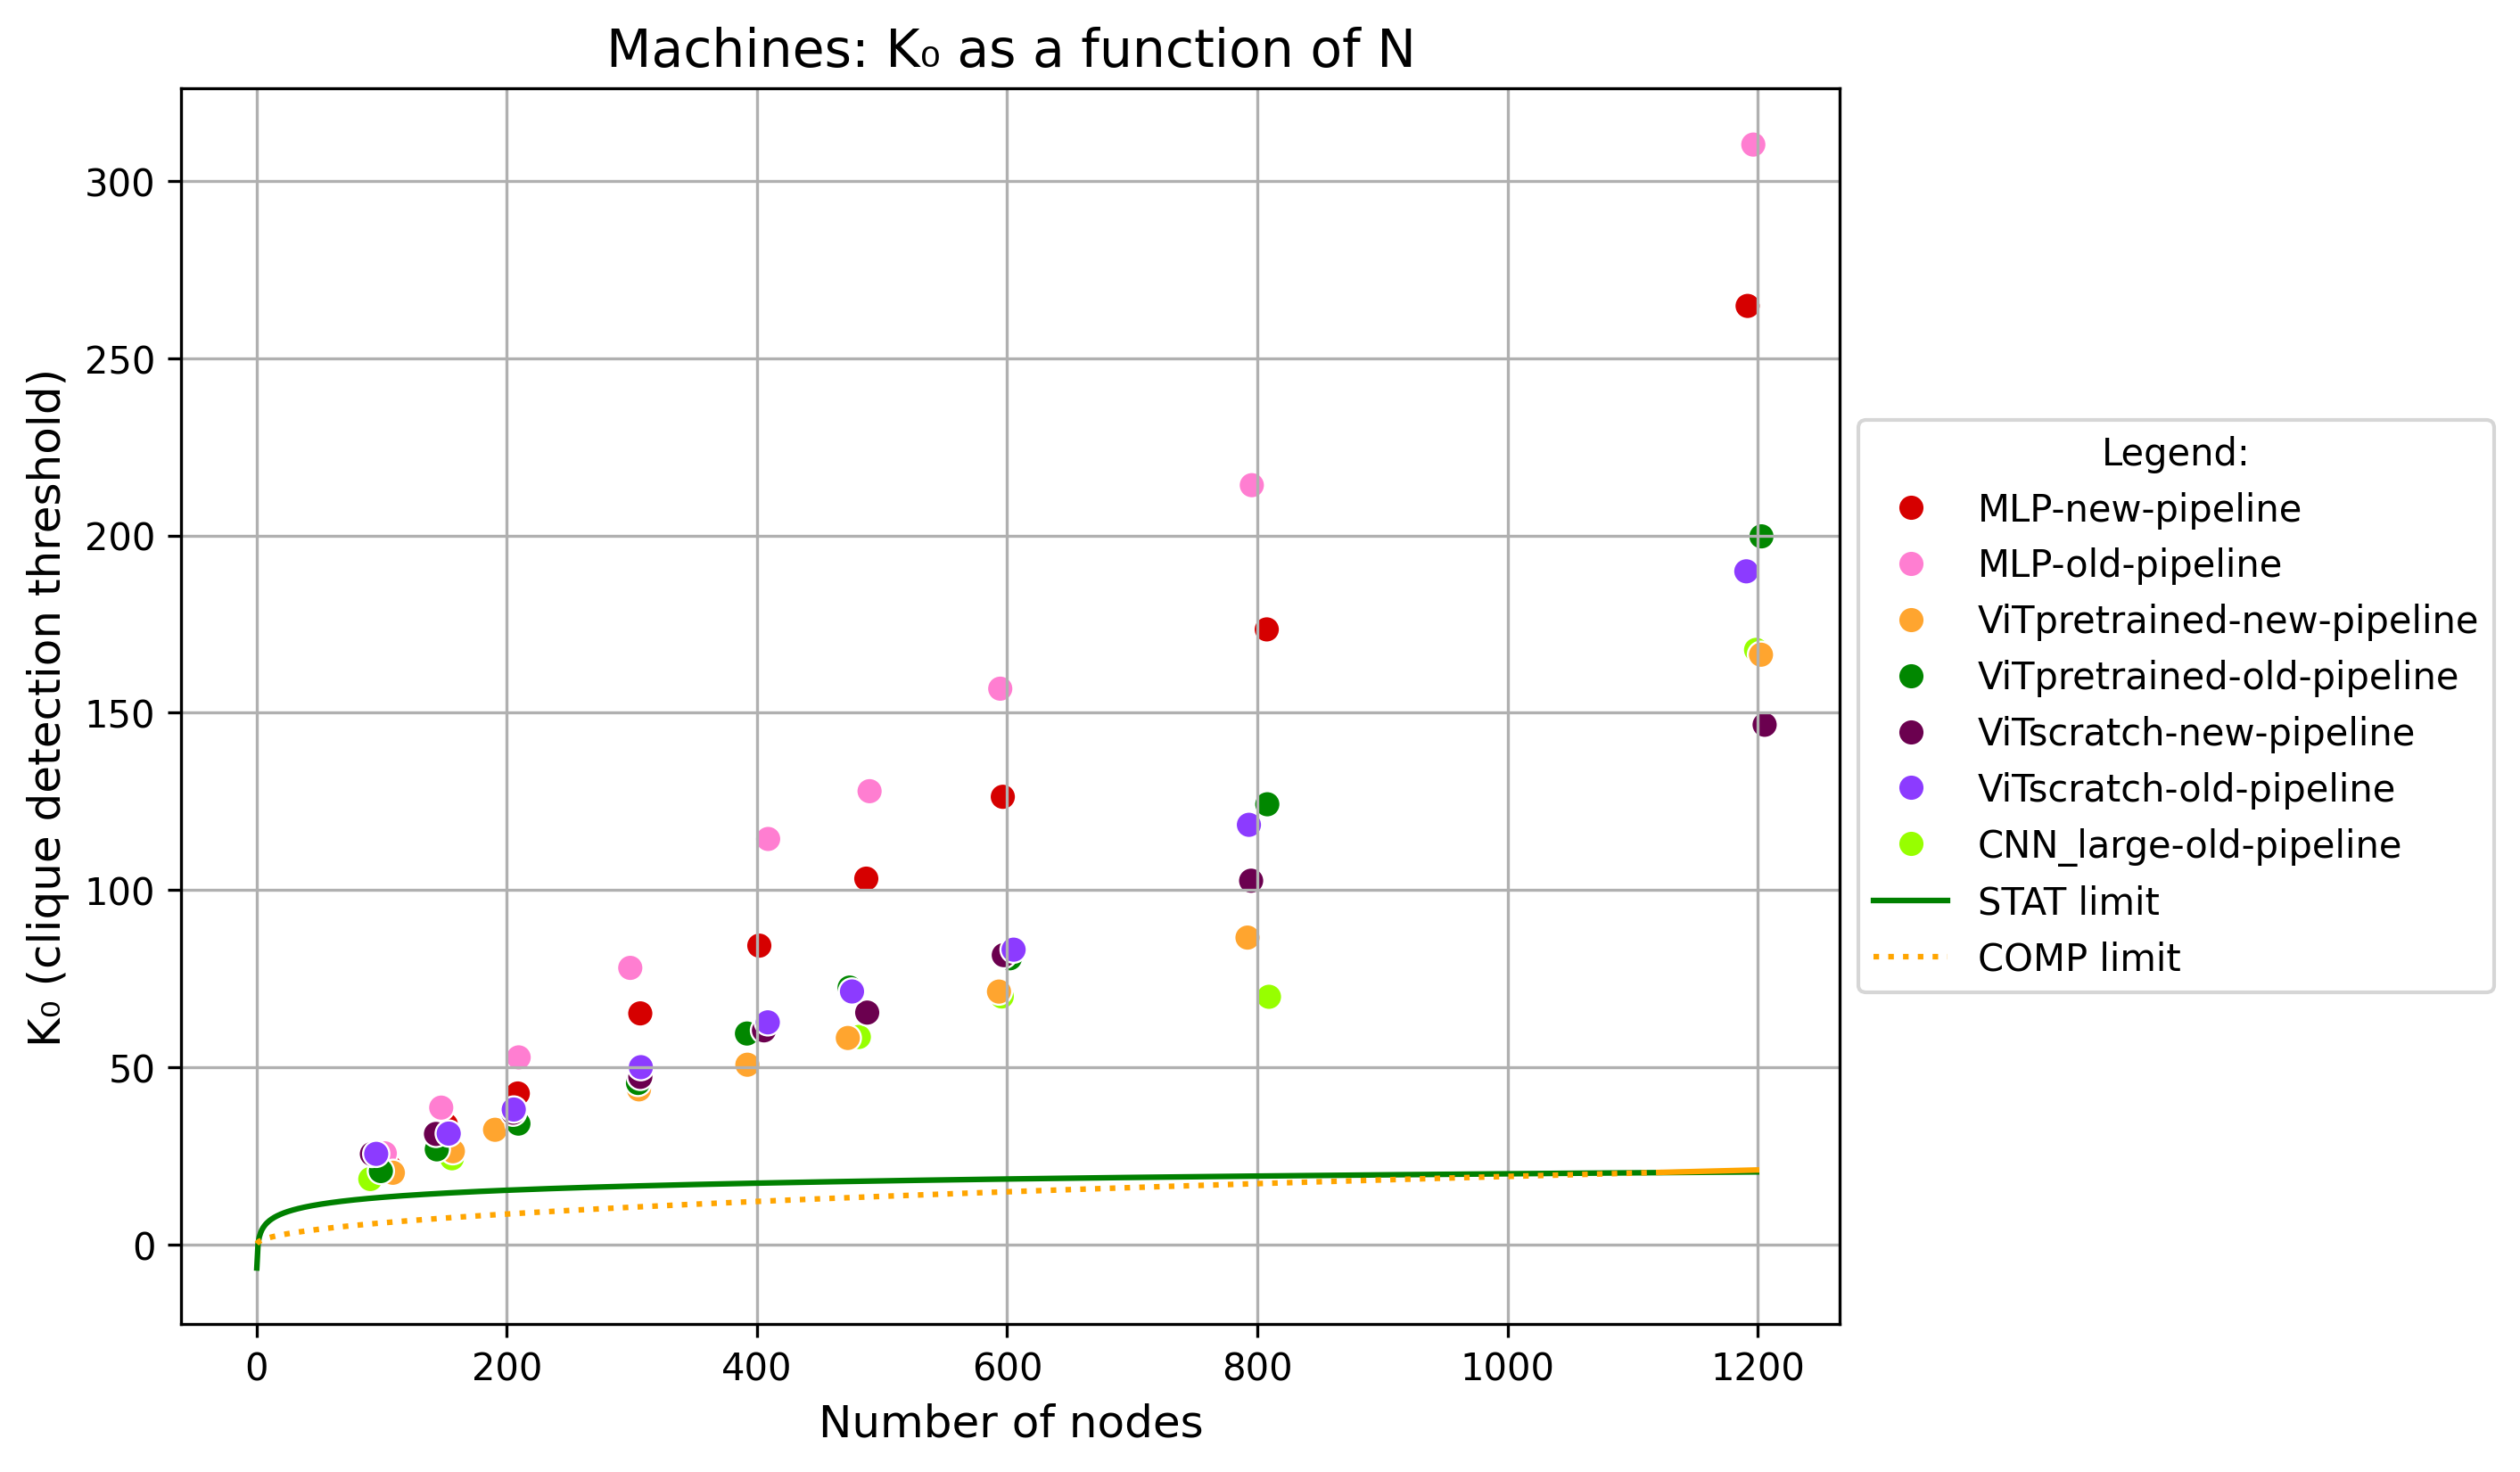 Machines: K₀ as a function of N
K₀ (clique detection threshold)
300
250
200
150
100
50
0
0 200 400 600 800 1000 1200
Number of nodes
Legend:
MLP-new-pipeline
MLP-old-pipeline
ViTpretrained-new-pipeline
ViTpretrained-old-pipeline
ViTscratch-new-pipeline
ViTscratch-old-pipeline
CNN_large-old-pipeline
STAT limit
COMP limit